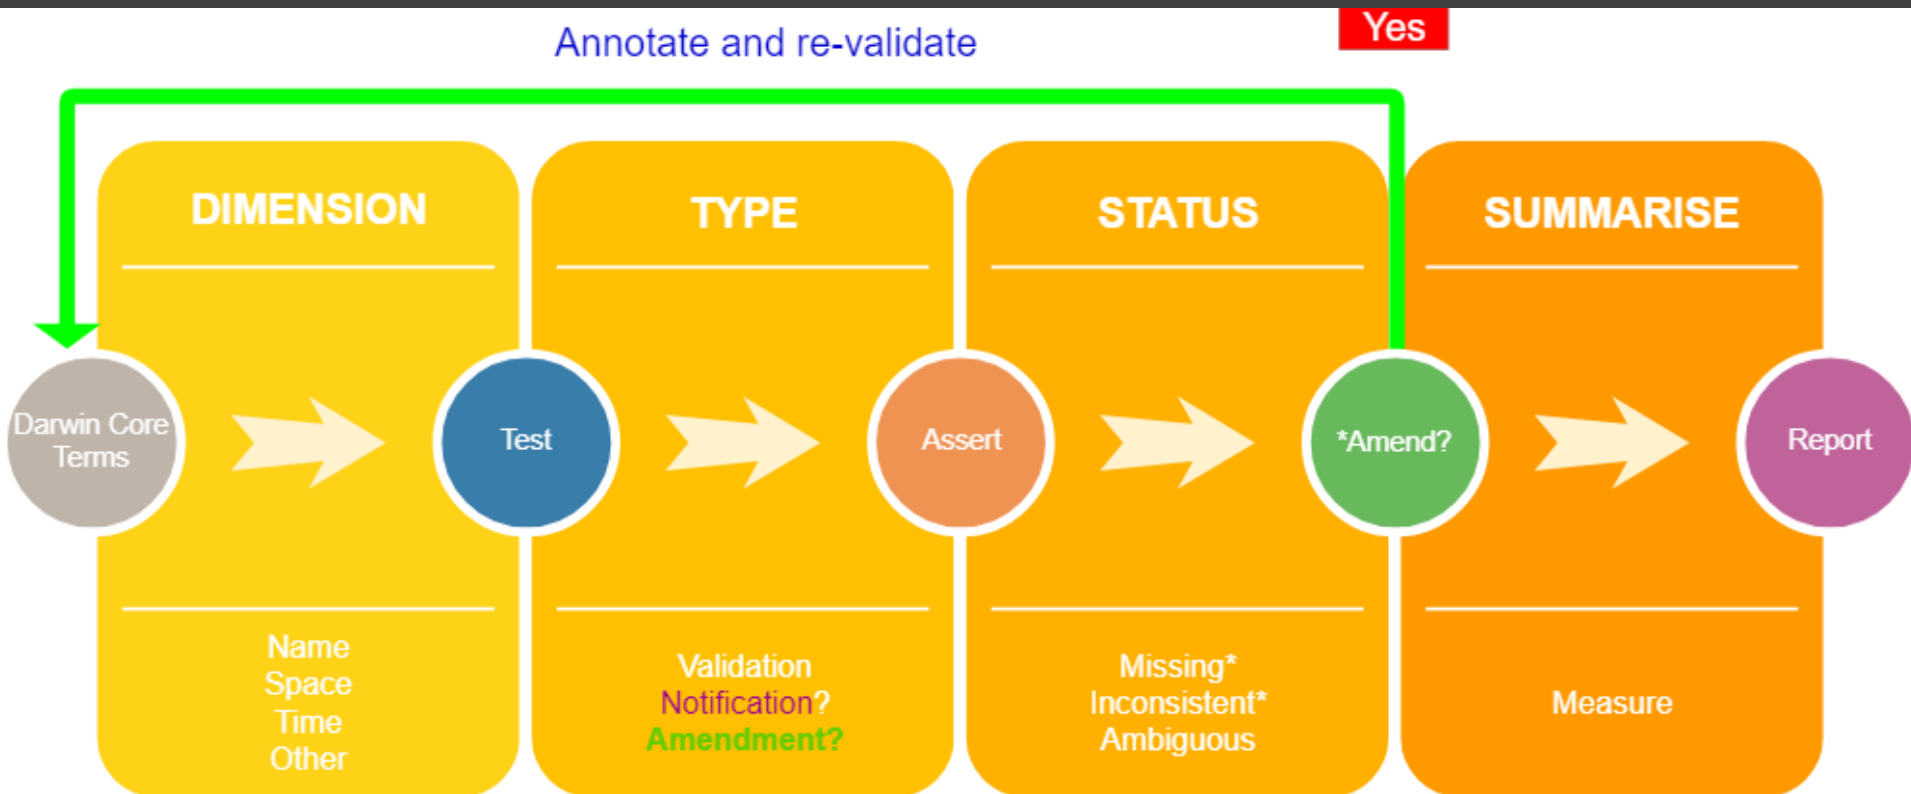 Annotate and re-validate
Yes
DIMENSION
TYPE
STATUS
SUMMARISE
Darwin Core
Terms
Test
Assert
*Amend?
Report
Name
Space
Time
Other
Validation
Notification?
Amendment?
Missing*
Inconsistent*
Ambiguous
Measure